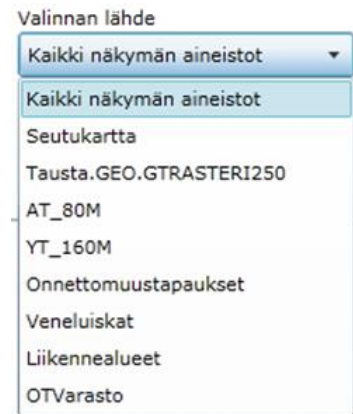 Valinnan lähde
Kaikki näkymän aineistot
Kaikki näkymän aineistot
Seutukartta
Tausta.GEO.GTRASTERI250
AT_80M
YT_160M
Onnettomuustapaukset
Veneluiskat
Liikennealueet
OTVarasto